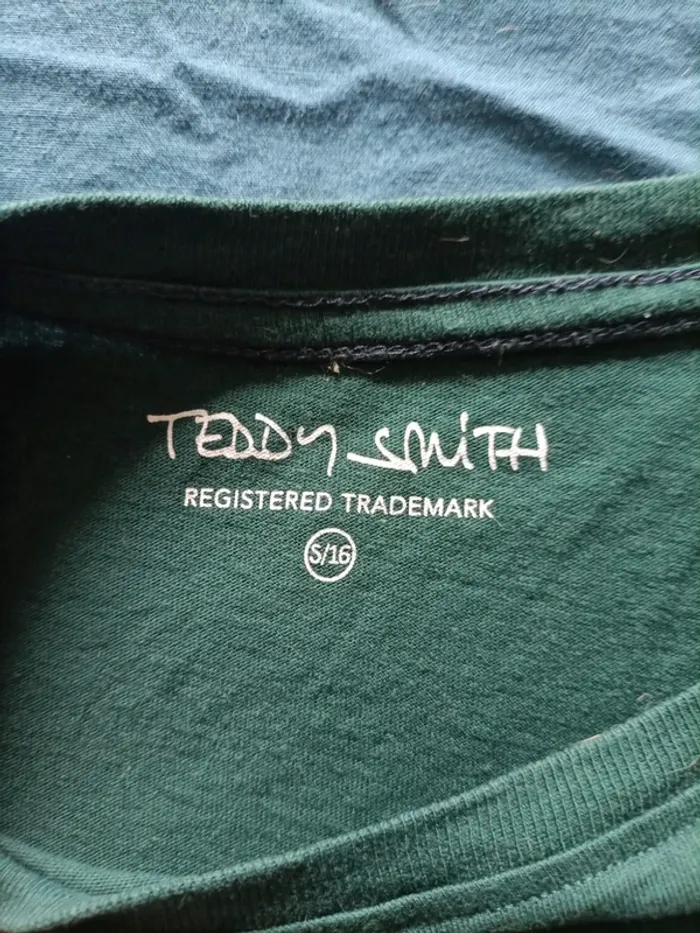 TEDDY SMiTH
REGISTERED TRADEMARK
S/16